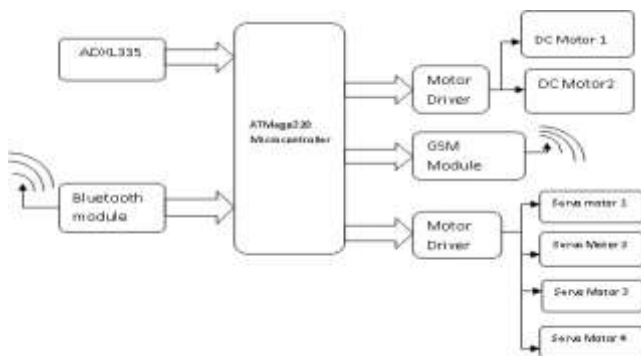 ADXL335
Bluetooth
module
Microcontroller
Motor
Driver
DC Motor 1
DC Motor2
GSM
Module
Motor
Driver
Servo motor 1
Servo Motor 2
Servo Motor 3
Servo Motor 4